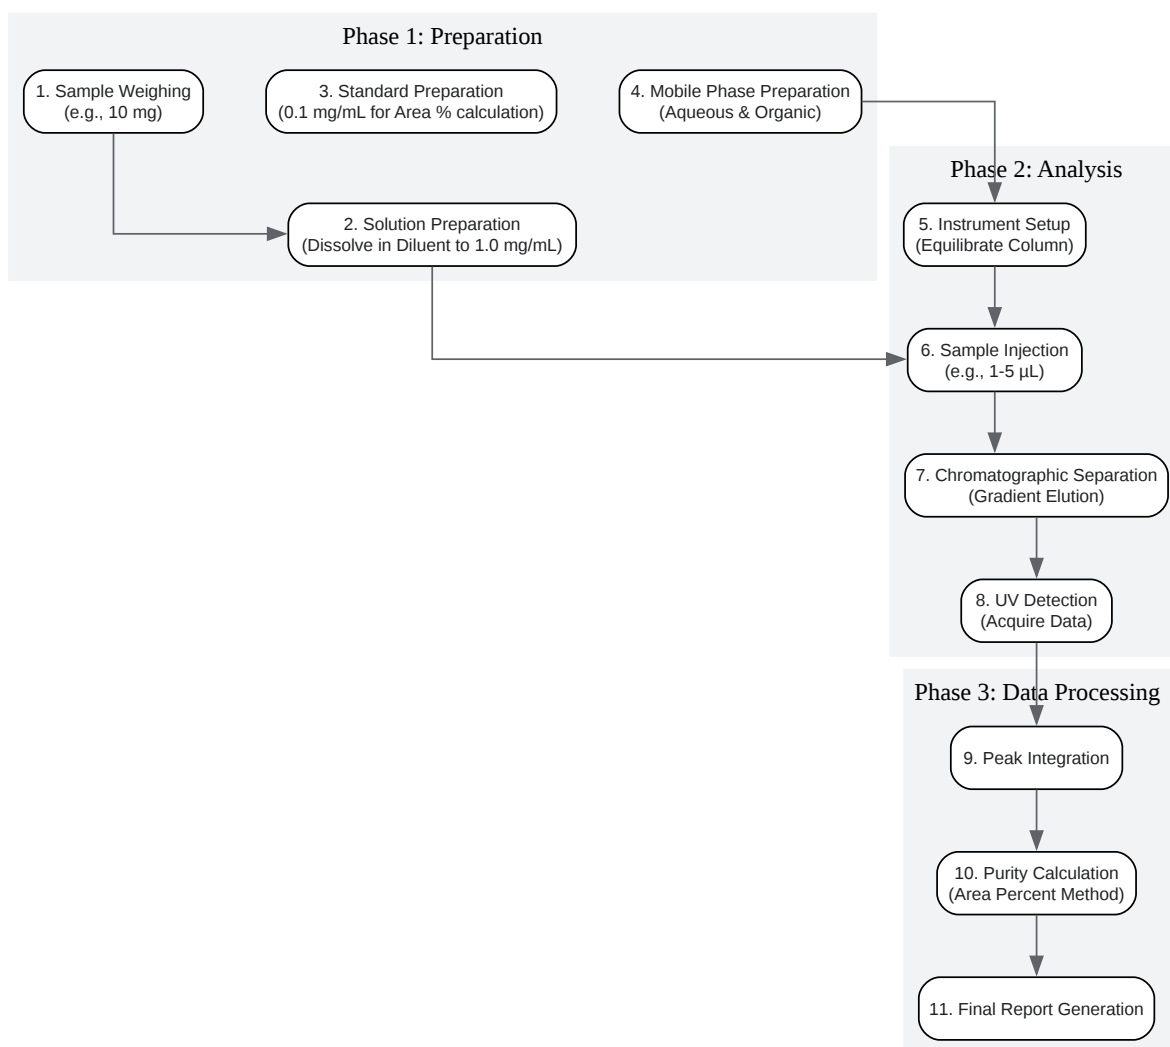 Phase 1: Preparation
1. Sample Weighing
(e.g., 10 mg)
3. Standard Preparation
(0.1 mg/mL for Area % calculation)
4. Mobile Phase Preparation
(Aqueous & Organic)
2. Solution Preparation
(Dissolve in Diluent to 1.0 mg/mL)
Phase 2: Analysis
5. Instrument Setup
(Equilibrate Column)
6. Sample Injection
(e.g., 1-5 µL)
7. Chromatographic Separation
(Gradient Elution)
8. UV Detection
(Acquire Data)
Phase 3: Data Processing
9. Peak Integration
10. Purity Calculation
(Area Percent Method)
11. Final Report Generation